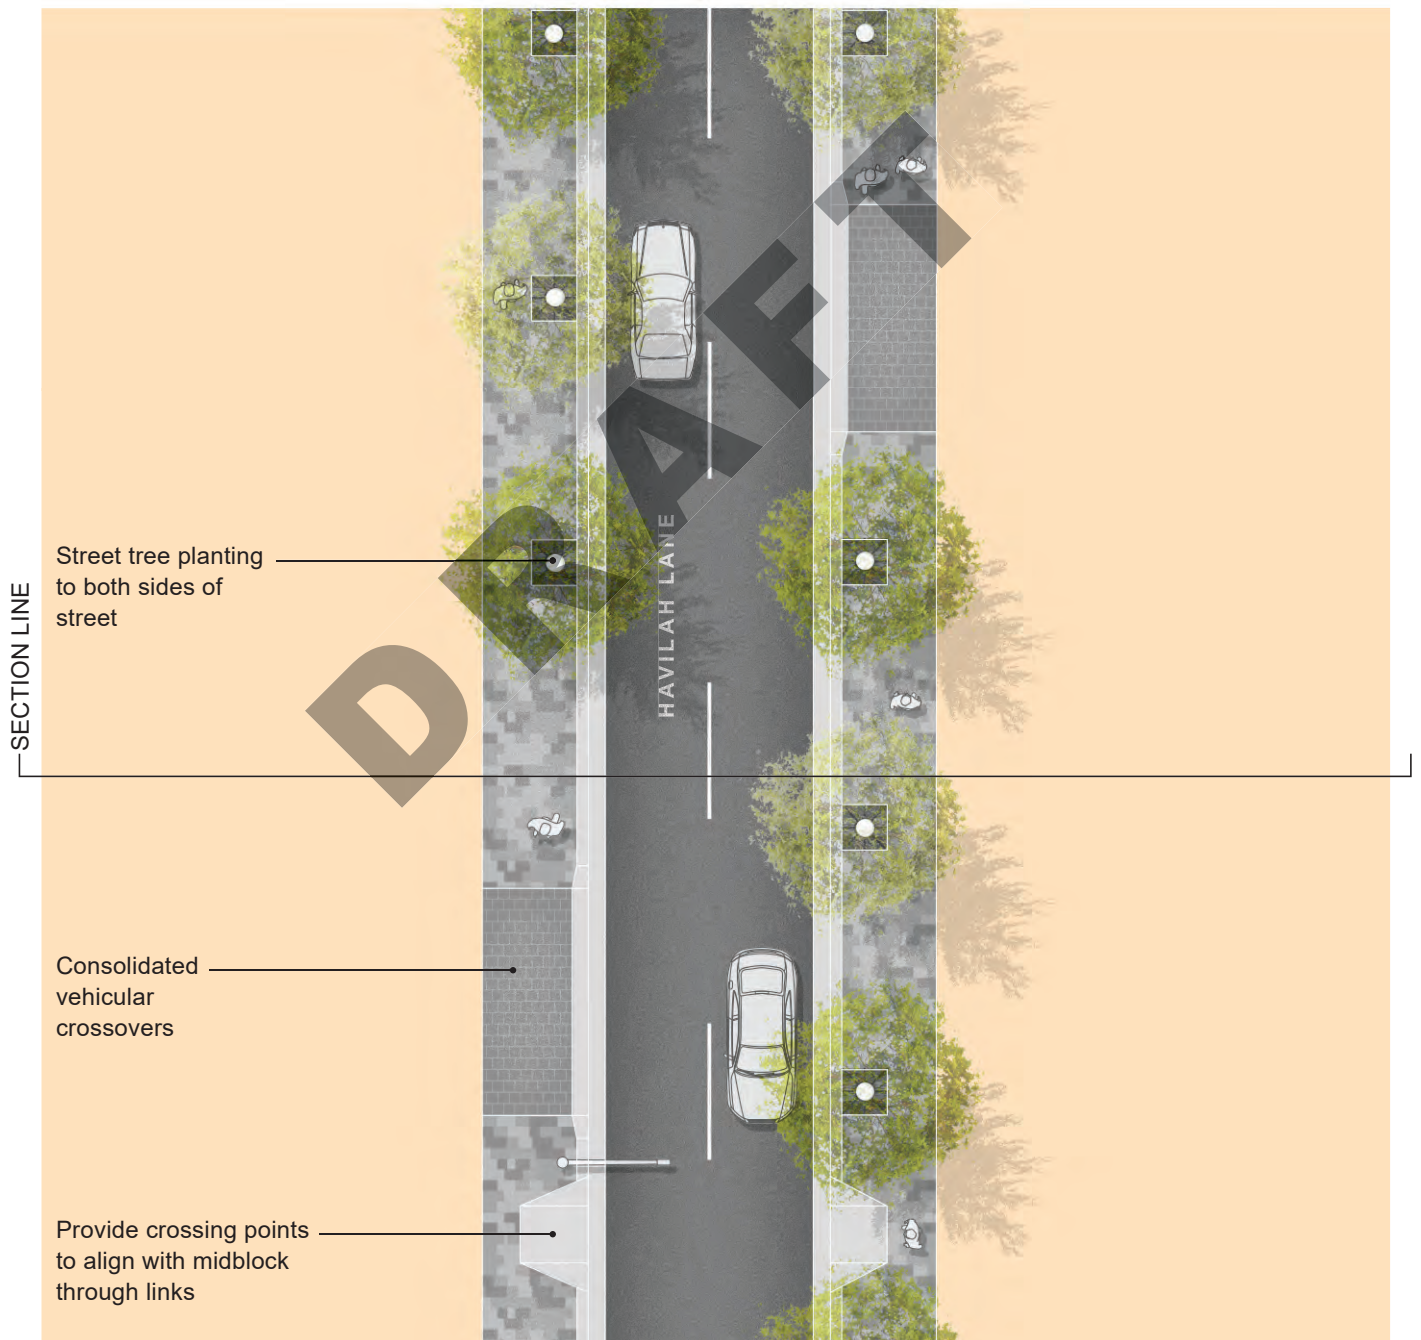 DRAFT
HAVILAH LANE
Street tree planting
to both sides of
street
SECTION LINE
Consolidated
vehicular
crossovers
Provide crossing points
to align with midblock
through links